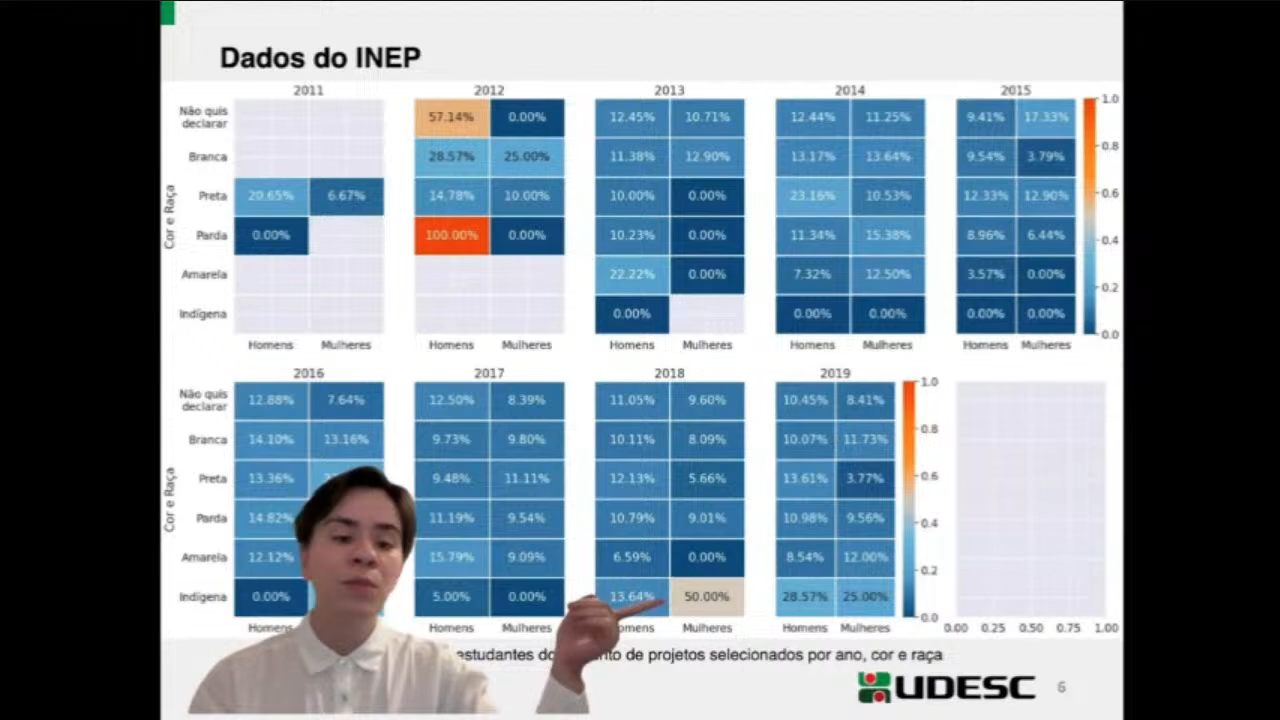 Dados do INEP
2011 2012 2013 2014 2015
Não quis
declarar
57.14% 0.00% 12.45% 10.71% 12.44% 11.25% 9.41% 17.33%
Branca 28.57% 25.00% 11.38% 12.90% 13.17% 13.64% 9.54% 3.79%
Preta 20.65% 6.67% 14.78% 10.00% 10.00% 0.00% 23.16% 10.53% 12.33% 12.90%
Parda 0.00% 100.00% 0.00% 10.23% 0.00% 11.34% 15.38% 8.96% 6.44%
Amarela 22.22% 0.00% 7.32% 12.50% 3.57% 0.00%
Indígena 0.00% 0.00% 0.00% 0.00% 0.00%
Cor e Raça
Homens Mulheres Homens Mulheres Homens Mulheres Homens Mulheres Homens Mulheres
1.0
0.8
0.6
0.4
0.2
0.0
2016 2017 2018 2019
Não quis
declarar
12.88% 7.64% 12.50% 8.39% 11.05% 9.60% 10.45% 8.41%
Branca 14.10% 13.16% 9.73% 9.80% 10.11% 8.09% 10.07% 11.73%
Preta 13.36% 9.48% 11.11% 12.13% 5.66% 13.61% 3.77%
Parda 14.82% 11.19% 9.54% 10.79% 9.01% 10.98% 9.56%
Amarela 12.12% 15.79% 9.09% 6.59% 0.00% 8.54% 12.00%
Indígena 0.00% 5.00% 0.00% 13.64% 50.00% 28.57% 25.00%
Cor e Raça
Homens Mulheres Mulheres Homens Mulheres
1.0
0.8
0.6
0.4
0.2
0.0
0.00 0.25 0.50 0.75 1.00
estudantes de projetos selecionados por ano, cor e raça
UDESC 6